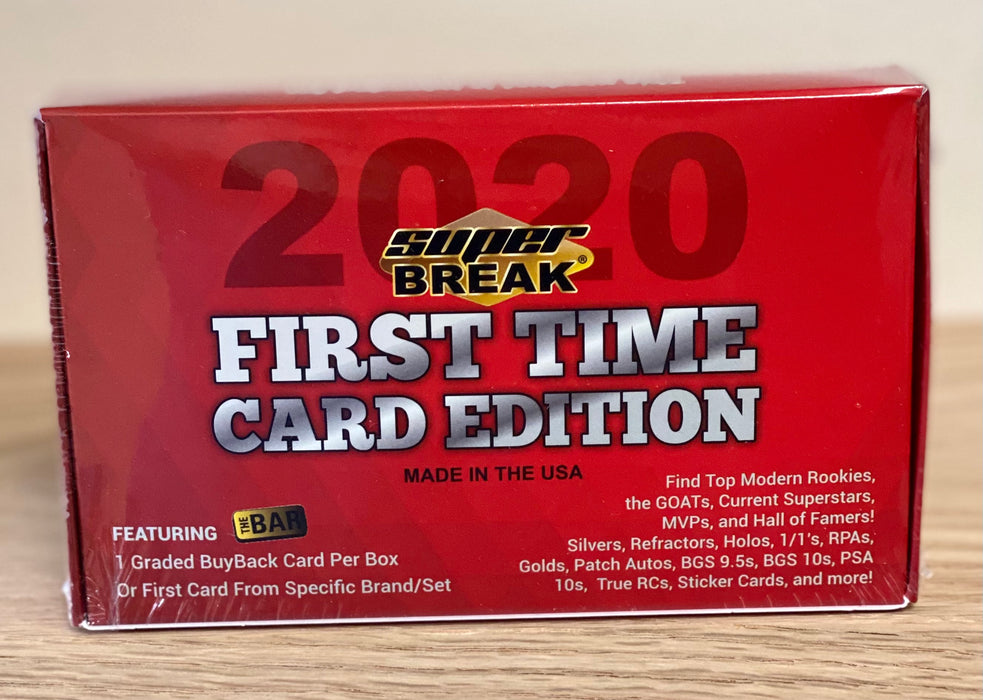 2020
super
BREAK®
FIRST TIME
CARD EDITION
MADE IN THE USA
FEATURING THE BAR
1 Graded BuyBack Card Per Box
Or First Card From Specific Brand/Set
Find Top Modern Rookies,
the GOATs, Current Superstars,
MVPs, and Hall of Famers!
Silvers, Refractors, Holos, 1/1's, RPAs,
Golds, Patch Autos, BGS 9.5s, BGS 10s, PSA
10s, True RCs, Sticker Cards, and more!